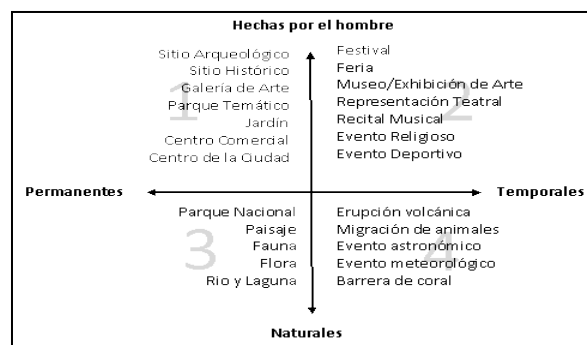 Hechas por el hombre
Sitio Arqueológico
Sitio Histórico
Galería de Arte
Parque Temático
Jardín
Centro Comercial
Centro de la Ciudad
1
Festival
Feria
Museo/Exhibición de Arte
Representación Teatral
Recital Musical
Evento Religioso
Evento Deportivo
2
Permanentes
Temporales
Parque Nacional
Paisaje
Fauna
Flora
Rio y Laguna
3
Erupción volcánica
Migración de animales
Evento astronómico
Evento meteorológico
Barrera de coral
4
Naturales